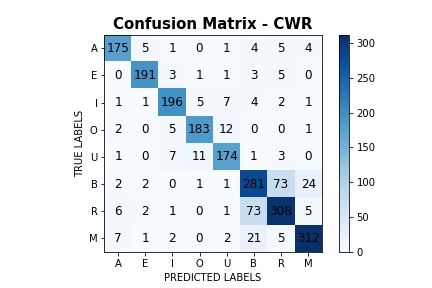 Confusion Matrix - CWR
TRUE LABELS
A 175 5 1 0 1 4 5 4
E 0 191 3 1 1 3 5 0
I 1 1 196 5 7 4 2 1
O 2 0 5 183 12 0 0 1
U 1 0 7 11 174 1 3 0
B 2 2 0 1 1 281 73 24
R 6 2 1 0 1 73 308 5
M 7 1 2 0 2 21 5 312
A E I O U B R M
PREDICTED LABELS
300
250
200
150
100
50
0